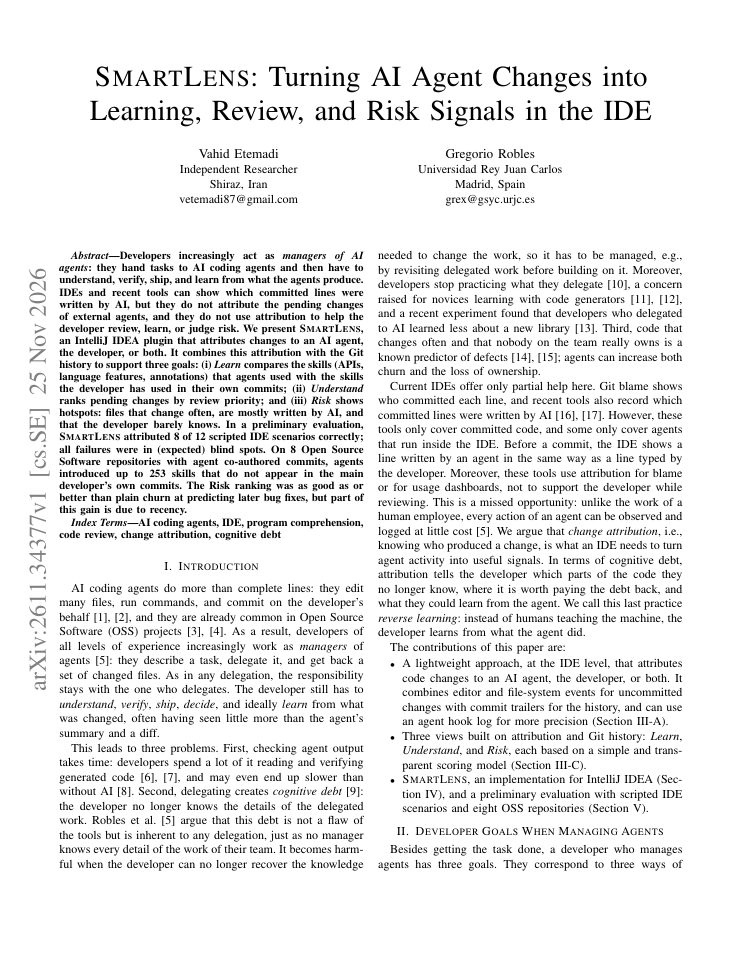 SMARTLENS: Turning AI Agent Changes into
Learning, Review, and Risk Signals in the IDE
Vahid Etemadi
Independent Researcher
Shiraz, Iran
vetemadi87@gmail.com
Gregorio Robles
Universidad Rey Juan Carlos
Madrid, Spain
grex@gsyc.urjc.es
arXiv:2611.34377v1 [cs.SE] 25 Nov 2026
Abstract—Developers increasingly act as managers of AI
agents: they hand tasks to AI coding agents and then have to
understand, verify, ship, and learn from what the agents produce.
IDEs and recent tools can show which committed lines were
written by AI, but they do not attribute the pending changes
of external agents, and they do not use attribution to help the
developer review, learn, or judge risk. We present SMARTLENS,
an IntelliJ IDEA plugin that attributes changes to an AI agent,
the developer, or both. It combines this attribution with the Git
history to support three goals: (i) Learn compares the skills (APIs,
language features, annotations) that agents used with the skills
the developer has used in their own commits; (ii) Understand
ranks pending changes by review priority; and (iii) Risk shows
hotspots: files that change often, are mostly written by AI, and
that the developer barely knows. In a preliminary evaluation,
SMARTLENS attributed 8 of 12 scripted IDE scenarios correctly;
all failures were in (expected) blind spots. On 8 Open Source
Software repositories with agent co-authored commits, agents
introduced up to 253 skills that do not appear in the main
developer's own commits. The Risk ranking was as good as or
better than plain churn at predicting later bug fixes, but part of
this gain is due to recency.
Index Terms—AI coding agents, IDE, program comprehension,
code review, change attribution, cognitive debt
I. INTRODUCTION
AI coding agents do more than complete lines: they edit
many files, run commands, and commit on the developer's
behalf [1], [2], and they are already common in Open Source
Software (OSS) projects [3], [4]. As a result, developers of
all levels of experience increasingly work as managers of
agents [5]: they describe a task, delegate it, and get back a
set of changed files. As in any delegation, the responsibility
stays with the one who delegates. The developer still has to
understand, verify, ship, decide, and ideally learn from what
was changed, often having seen little more than the agent's
summary and a diff.
This leads to three problems. First, checking agent output
takes time: developers spend a lot of it reading and verifying
generated code [6], [7], and may even end up slower than
without AI [8]. Second, delegating creates cognitive debt [9]:
the developer no longer knows the details of the delegated
work. Robles et al. [5] argue that this debt is not a flaw of
the tools but is inherent to any delegation, just as no manager
knows every detail of the work of their team. It becomes harm-
ful when the developer can no longer recover the knowledge
needed to change the work, so it has to be managed, e.g.,
by revisiting delegated work before building on it. Moreover,
developers stop practicing what they delegate [10], a concern
raised for novices learning with code generators [11], [12],
and a recent experiment found that developers who delegated
to AI learned less about a new library [13]. Third, code that
changes often and that nobody on the team really owns is a
known predictor of defects [14], [15]; agents can increase both
churn and the loss of ownership.
Current IDEs offer only partial help here. Git blame shows
who committed each line, and recent tools also record which
committed lines were written by AI [16], [17]. However, these
tools only cover committed code, and some only cover agents
that run inside the IDE. Before a commit, the IDE shows a
line written by an agent in the same way as a line typed by
the developer. Moreover, these tools use attribution for blame
or for usage dashboards, not to support the developer while
reviewing. This is a missed opportunity: unlike the work of a
human employee, every action of an agent can be observed and
logged at little cost [5]. We argue that change attribution, i.e.,
knowing who produced a change, is what an IDE needs to turn
agent activity into useful signals. In terms of cognitive debt,
attribution tells the developer which parts of the code they
no longer know, where it is worth paying the debt back, and
what they could learn from the agent. We call this last practice
reverse learning: instead of humans teaching the machine, the
developer learns from what the agent did.
The contributions of this paper are:
• A lightweight approach, at the IDE level, that attributes
code changes to an AI agent, the developer, or both. It
combines editor and file-system events for uncommitted
changes with commit trailers for the history, and can use
an agent hook log for more precision (Section III-A).
• Three views built on attribution and Git history: Learn,
Understand, and Risk, each based on a simple and trans-
parent scoring model (Section III-C).
• SMARTLENS, an implementation for IntelliJ IDEA (Sec-
tion IV), and a preliminary evaluation with scripted IDE
scenarios and eight OSS repositories (Section V).
II. DEVELOPER GOALS WHEN MANAGING AGENTS
Besides getting the task done, a developer who manages
agents has three goals. They correspond to three ways of